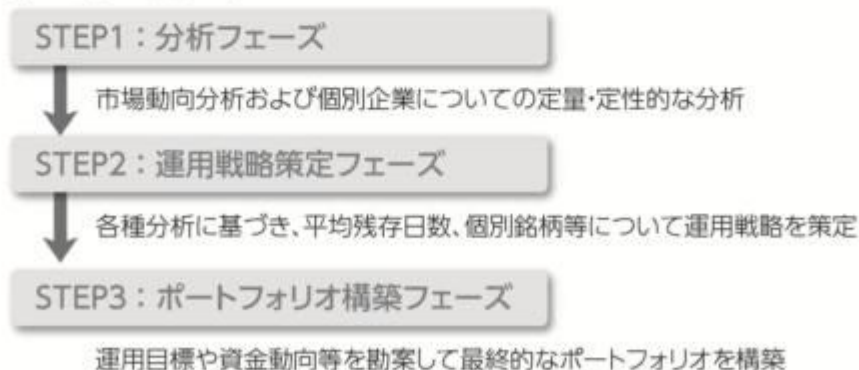 STEP1：分析フェーズ
市場動向分析および個別企業についての定量・定性的な分析
STEP2：運用戦略策定フェーズ
各種分析に基づき、平均残存日数、個別銘柄等について運用戦略を策定
STEP3：ポートフォリオ構築フェーズ
運用目標や資金動向等を勘案して最終的なポートフォリオを構築